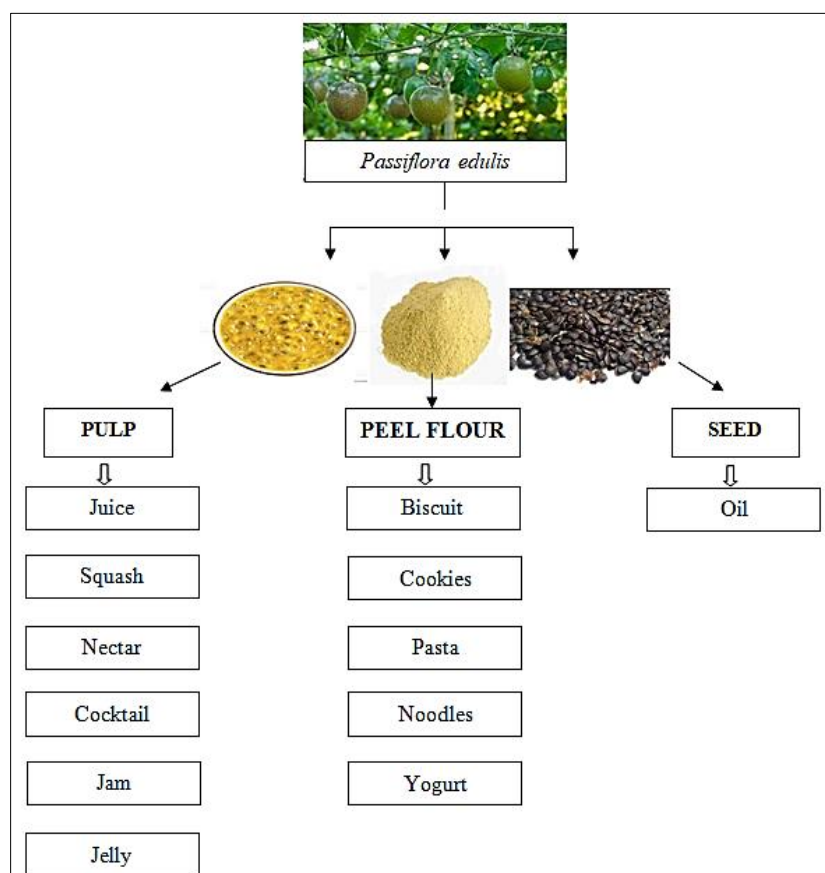 Passiflora edulis
PULP
PEEL FLOUR
SEED
Juice
Biscuit
Oil
Squash
Cookies
Nectar
Pasta
Cocktail
Noodles
Jam
Yogurt
Jelly